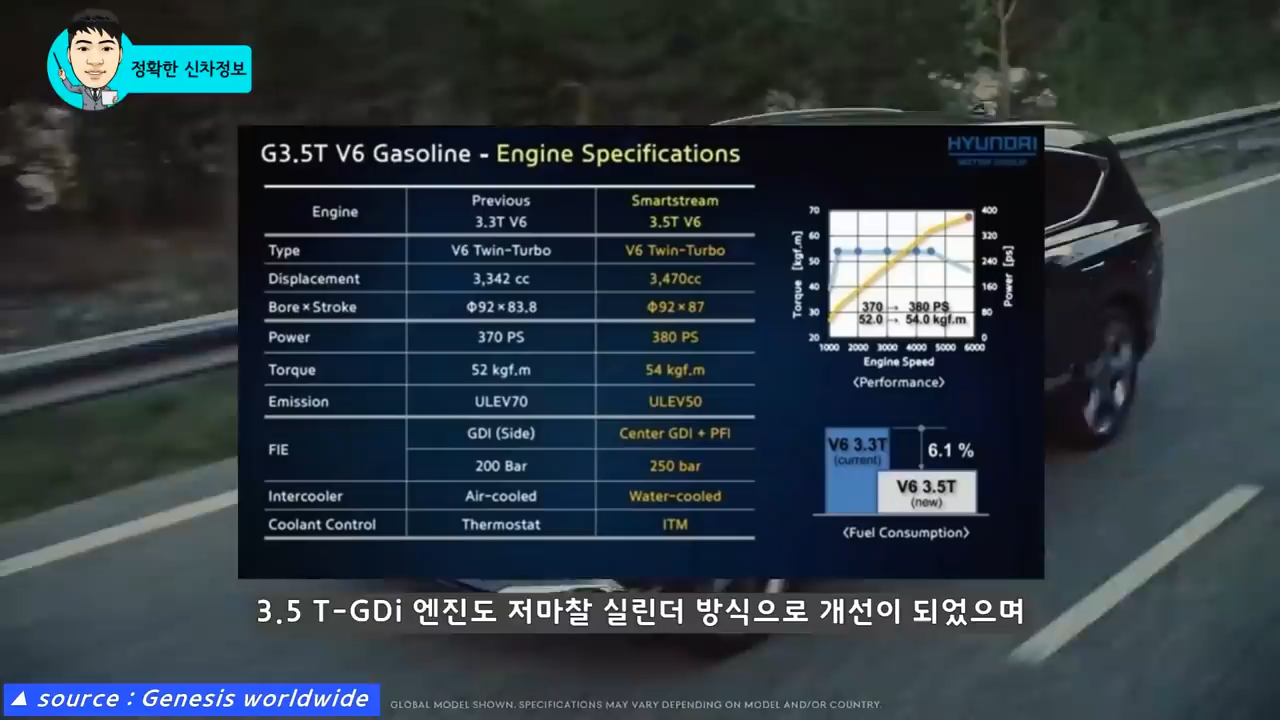 정확한 신차정보
G3.5T V6 Gasoline - Engine Specifications
HYUNDAI
MOTOR GROUP
Engine
Previous
3.3T V6
Smartstream
3.5T V6
Type V6 Twin-Turbo V6 Twin-Turbo
Displacement 3,342 cc 3,470cc
Bore×Stroke Φ92×83.8 Φ92×87
Power 370 PS 380 PS
Torque 52 kgf.m 54 kgf.m
Emission ULEV70 ULEV50
FIE
GDI (Side) Center GDI + PFI
200 Bar 250 bar
Intercooler Air-cooled Water-cooled
Coolant Control Thermostat ITM
Torque [kgf.m]
70
60
50
40
30
20
400
320
240
160
80
0
Power [ps]
370 → 380 PS
52.0 → 54.0 kgf.m
1000 2000 3000 4000 5000 6000
Engine Speed
<Performance>
V6 3.3T
(current)
6.1 %
V6 3.5T
(new)
<Fuel Consumption>
3.5 T-GDi 엔진도 저마찰 실린더 방식으로 개선이 되었으며
▲ source : Genesis worldwide
GLOBAL MODEL SHOWN. SPECIFICATIONS MAY VARY DEPENDING ON MODEL AND/OR COUNTRY.